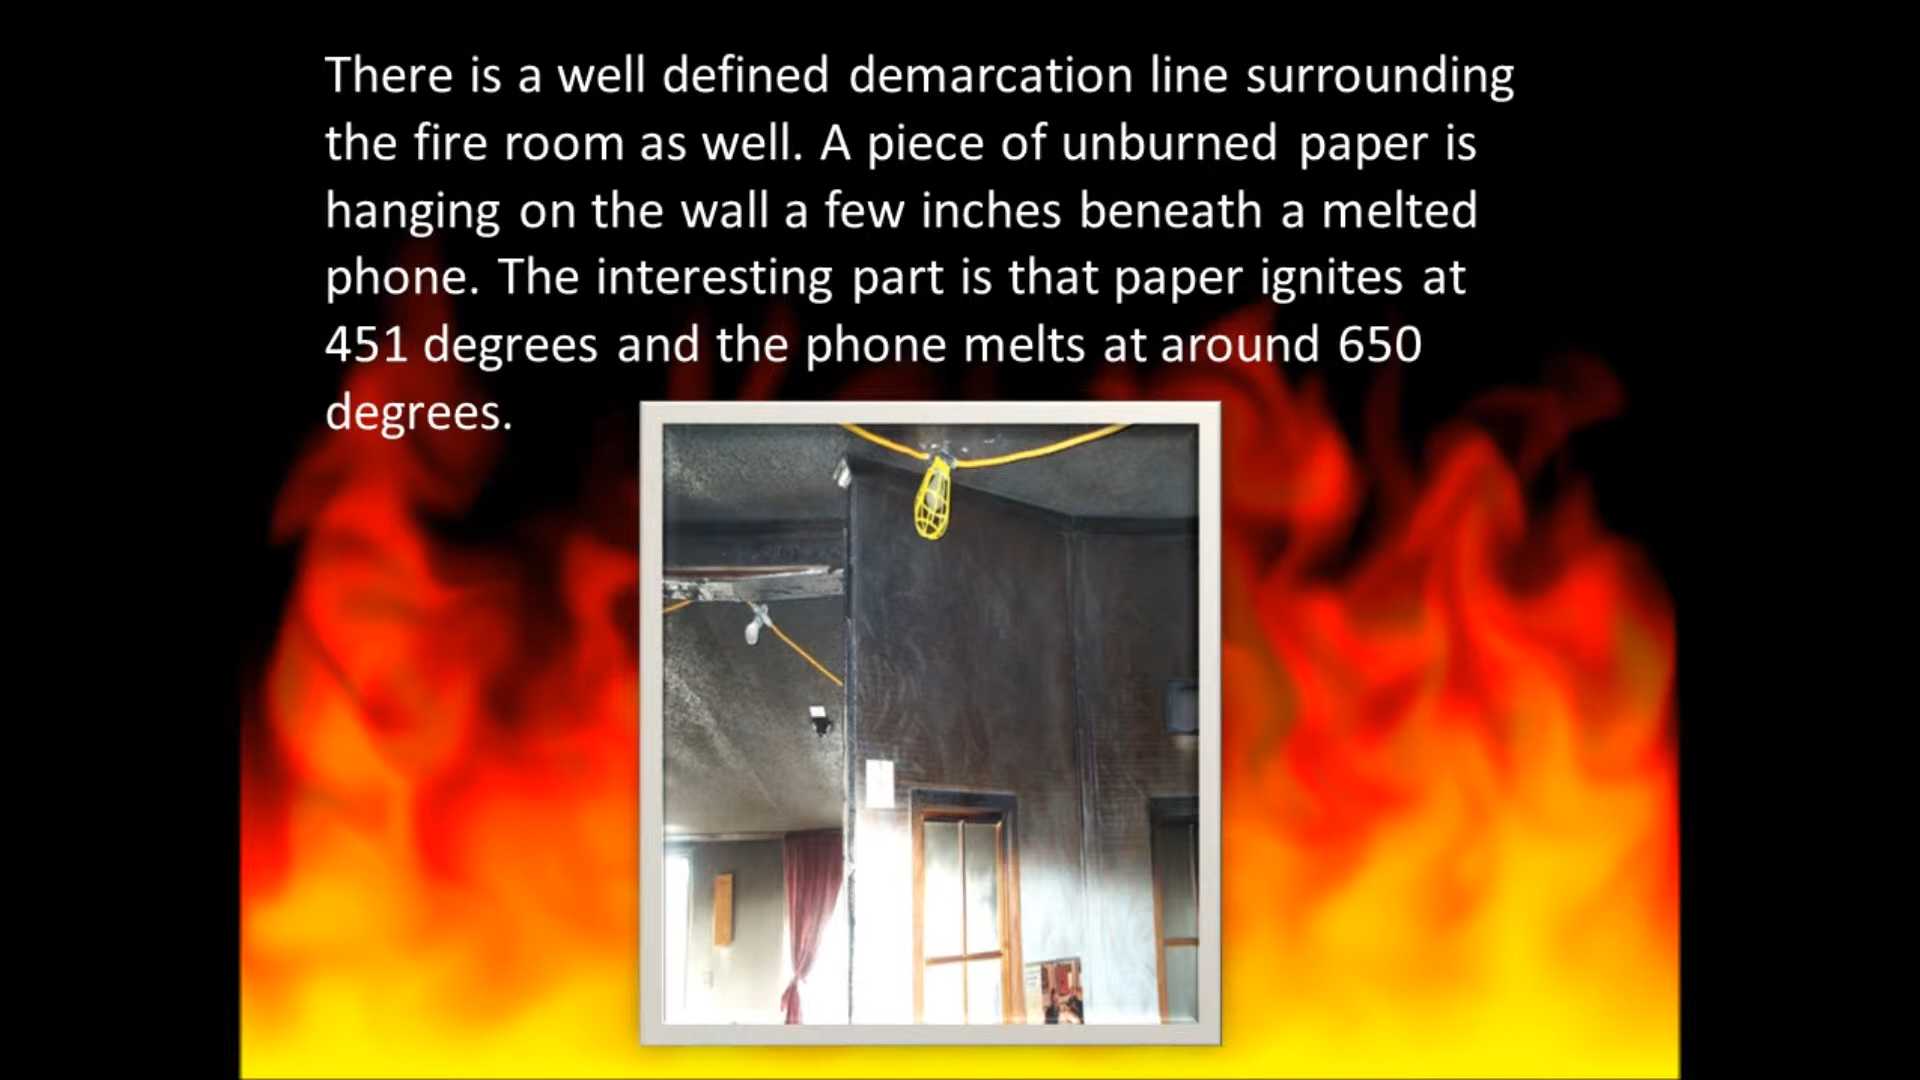 There is a well defined demarcation line surrounding
the fire room as well. A piece of unburned paper is
hanging on the wall a few inches beneath a melted
phone. The interesting part is that paper ignites at
451 degrees and the phone melts at around 650
degrees.